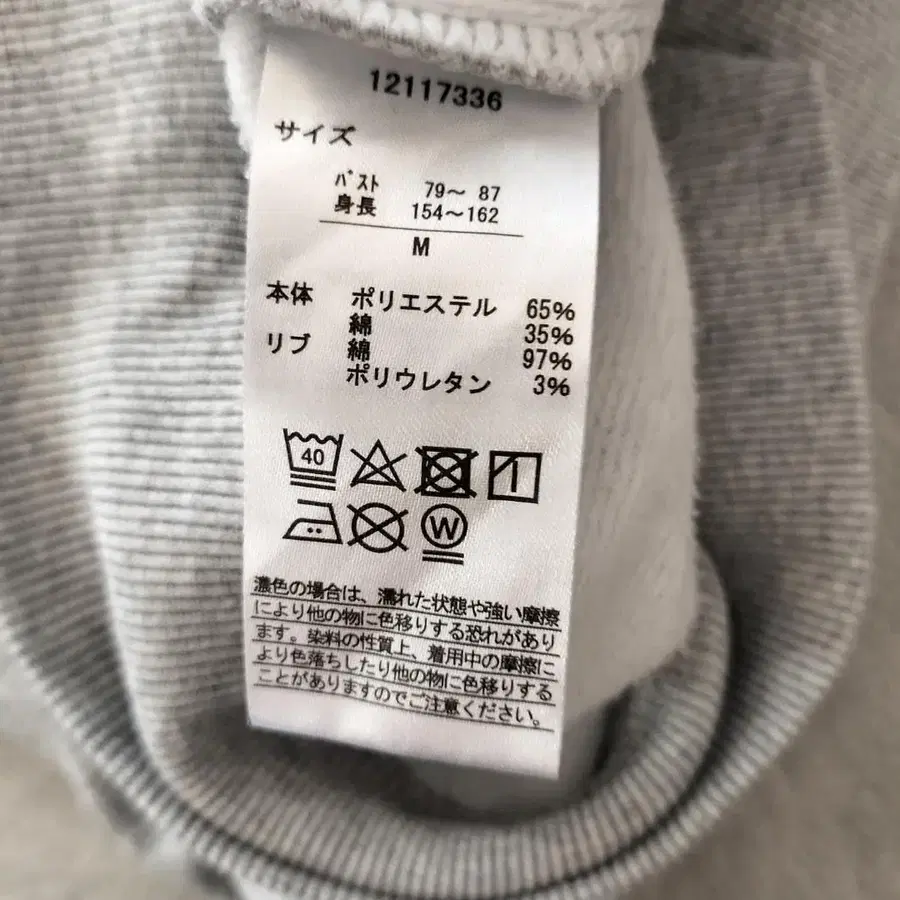 12117336
サイズ
バスト 79～ 87
身長 154～162
M
本体 ポリエステル 65%
綿 35%
リブ 綿 97%
ポリウレタン 3%
40
W
濃色の場合は、濡れた状態や強い摩擦
により他の物に色移りする恐れがあり
ます。染料の性質上、着用中の摩擦に
より色落ちしたり他の物に色移りする
ことがありますのでご注意ください。